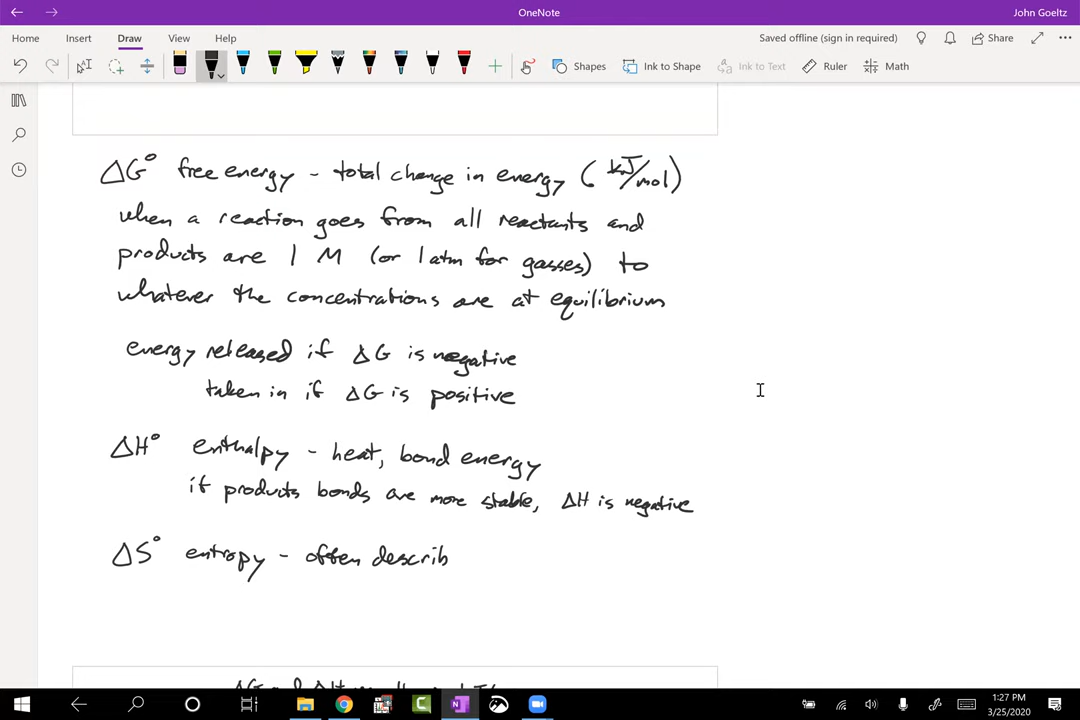 OneNote
John Goeltz
Home Insert Draw View Help
Saved offline (sign in required) Share
Shapes Ink to Shape Ink to Text Ruler Math
ΔG° free energy - total change in energy (kJ/mol)
when a reaction goes from all reactants and
products are 1 M (or 1 atm for gasses) to
whatever the concentrations are at equilibrium
energy released if ΔG is negative
taken in if ΔG is positive
ΔH° enthalpy - heat, bond energy
if products bonds are more stable, ΔH is negative
ΔS° entropy - often describ
1:27 PM
3/25/2020